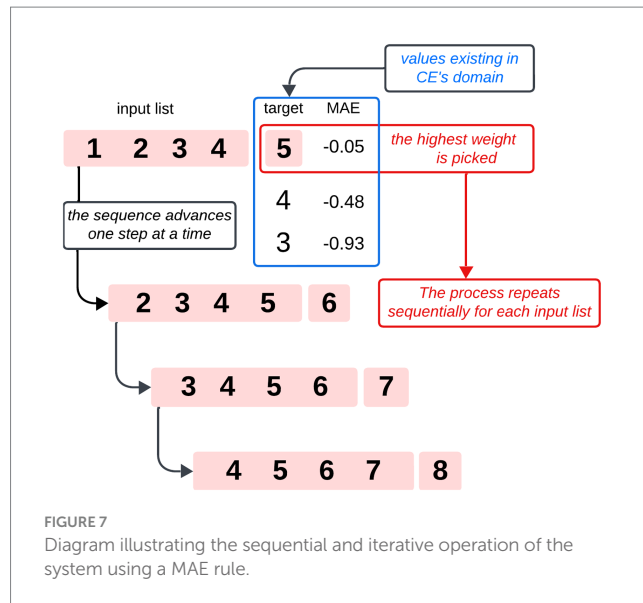 values existing in
CE's domain
input list
target MAE
1 2 3 4 5 -0.05
the highest weight
is picked
4 -0.48
3 -0.93
the sequence advances
one step at a time
The process repeats
sequentially for each input list
2 3 4 5 6
3 4 5 6 7
4 5 6 7 8
FIGURE 7
Diagram illustrating the sequential and iterative operation of the
system using a MAE rule.